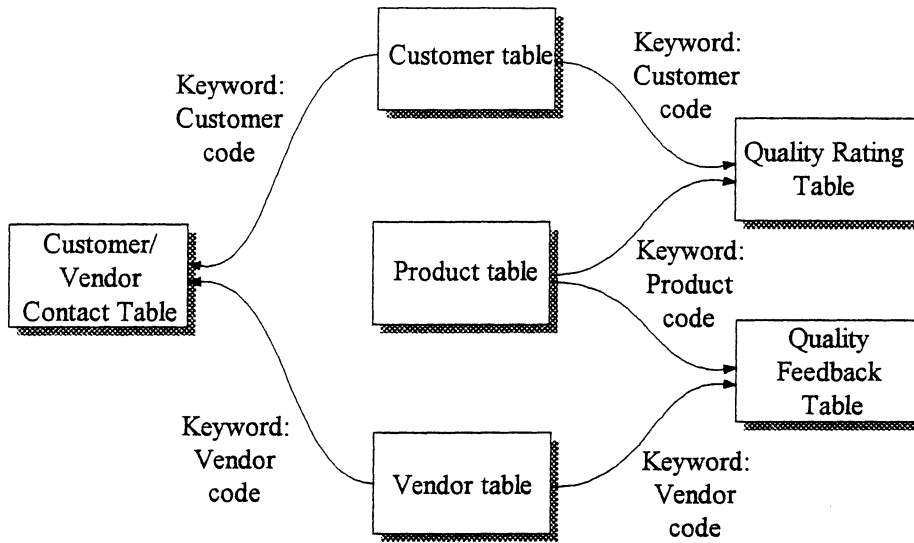 Customer table
Keyword:
Customer
code
Keyword:
Customer
code
Quality Rating
Table
Customer/
Vendor
Contact Table
Product table
Keyword:
Product
code
Quality
Feedback
Table
Keyword:
Vendor
code
Vendor table
Keyword:
Vendor
code